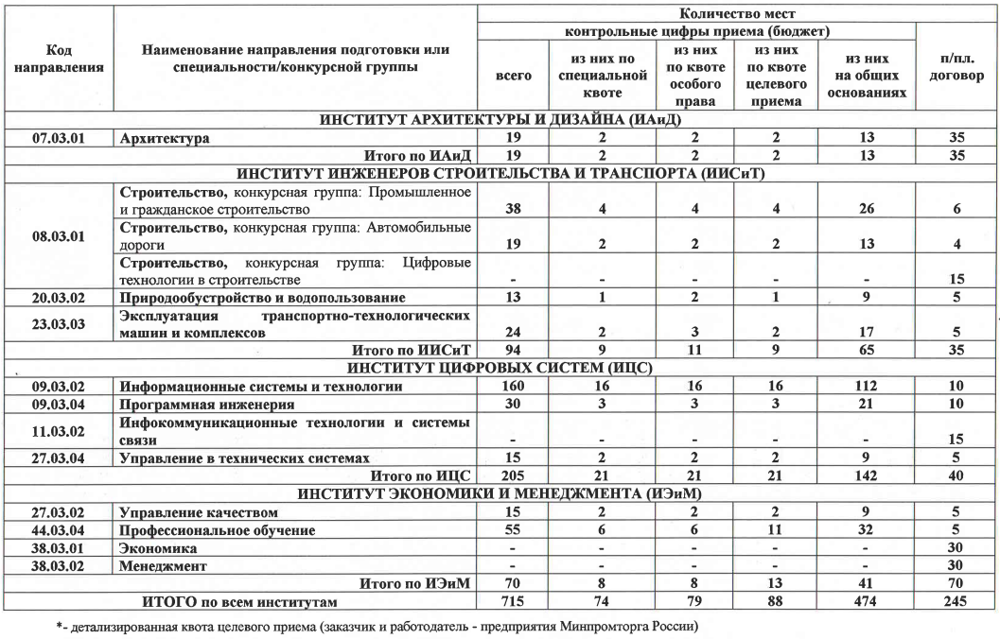 Код направления
Наименование направления подготовки или специальности/конкурсной группы
Количество мест
контрольные цифры приема (бюджет)
всего
из них по специальной квоте
из них по квоте особого права
из них по квоте целевого приема
из них на общих основаниях
п/пл. договор
ИНСТИТУТ АРХИТЕКТУРЫ И ДИЗАЙНА (ИАиД)
07.03.01 Архитектура 19 2 2 2 13 35
Итого по ИАиД 19 2 2 2 13 35
ИНСТИТУТ ИНЖЕНЕРОВ СТРОИТЕЛЬСТВА И ТРАНСПОРТА (ИИСиТ)
08.03.01
Строительство, конкурсная группа: Промышленное
и гражданское строительство 38 4 4 4 26 6
Строительство, конкурсная группа: Автомобильные
дороги 19 2 2 2 13 4
Строительство, конкурсная группа: Цифровые
технологии в строительстве - - - - - 15
20.03.02 Природообустройство и водопользование 13 1 2 1 9 5
23.03.03 Эксплуатация транспортно-технологических
машин и комплексов 24 2 3 2 17 5
Итого по ИИСиТ 94 9 11 9 65 35
ИНСТИТУТ ЦИФРОВЫХ СИСТЕМ (ИЦС)
09.03.02 Информационные системы и технологии 160 16 16 16 112 10
09.03.04 Программная инженерия 30 3 3 3 21 10
11.03.02 Инфокоммуникационные технологии и системы
связи - - - - - 15
27.03.04 Управление в технических системах 15 2 2 2 9 5
Итого по ИЦС 205 21 21 21 142 40
ИНСТИТУТ ЭКОНОМИКИ И МЕНЕДЖМЕНТА (ИЭиМ)
27.03.02 Управление качеством 15 2 2 2 9 5
44.03.04 Профессиональное обучение 55 6 6 11 32 5
38.03.01 Экономика - - - - - 30
38.03.02 Менеджмент - - - - - 30
Итого по ИЭиМ 70 8 8 13 41 70
ИТОГО по всем институтам 715 74 79 88 474 245
*- детализированная квота целевого приема (заказчик и работодатель - предприятия Минпромторга России)